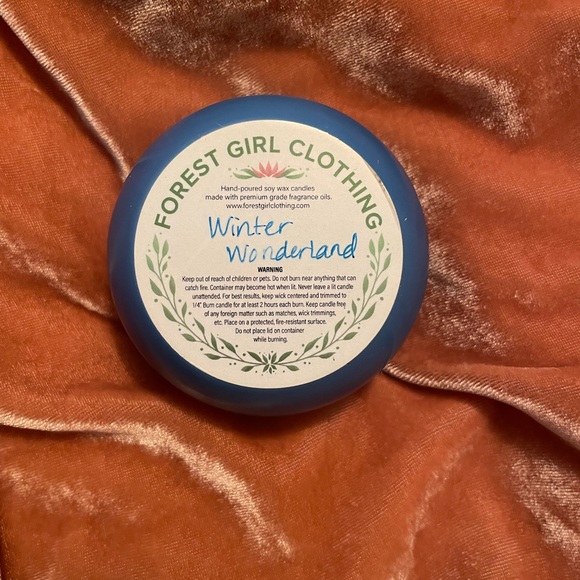 FOREST GIRL CLOTHING
Hand-poured soy wax candles
made with premium grade fragrance oils.
www.forestgirlclothing.com
Winter
Wonderland
WARNING
Keep out of reach of children or pets. Do not burn near anything that can
catch fire. Container may become hot when lit. Never leave a lit candle
unattended. For best results, keep wick centered and trimmed to
1/4". Burn candle for at least 2 hours each burn. Keep candle free
of any foreign matter such as matches, wick trimmings,
etc. Place on a protected, fire-resistant surface.
Do not place lid on container
while burning.